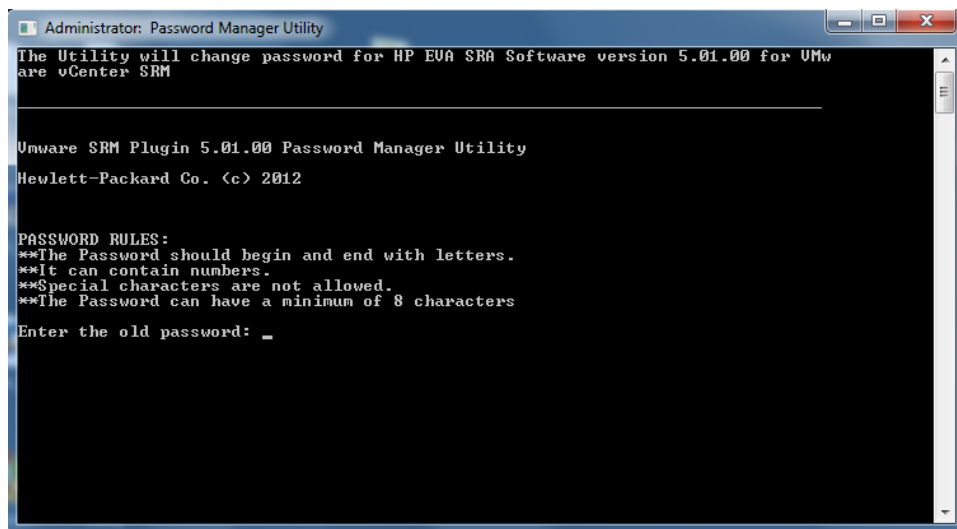 Administrator: Password Manager Utility
The Utility will change password for HP EVA SRA Software version 5.01.00 for VMw
are vCenter SRM
Vmware SRM Plugin 5.01.00 Password Manager Utility
Hewlett-Packard Co. (c) 2012
PASSWORD RULES:
**The Password should begin and end with letters.
**It can contain numbers.
**Special characters are not allowed.
**The Password can have a minimum of 8 characters
Enter the old password: _